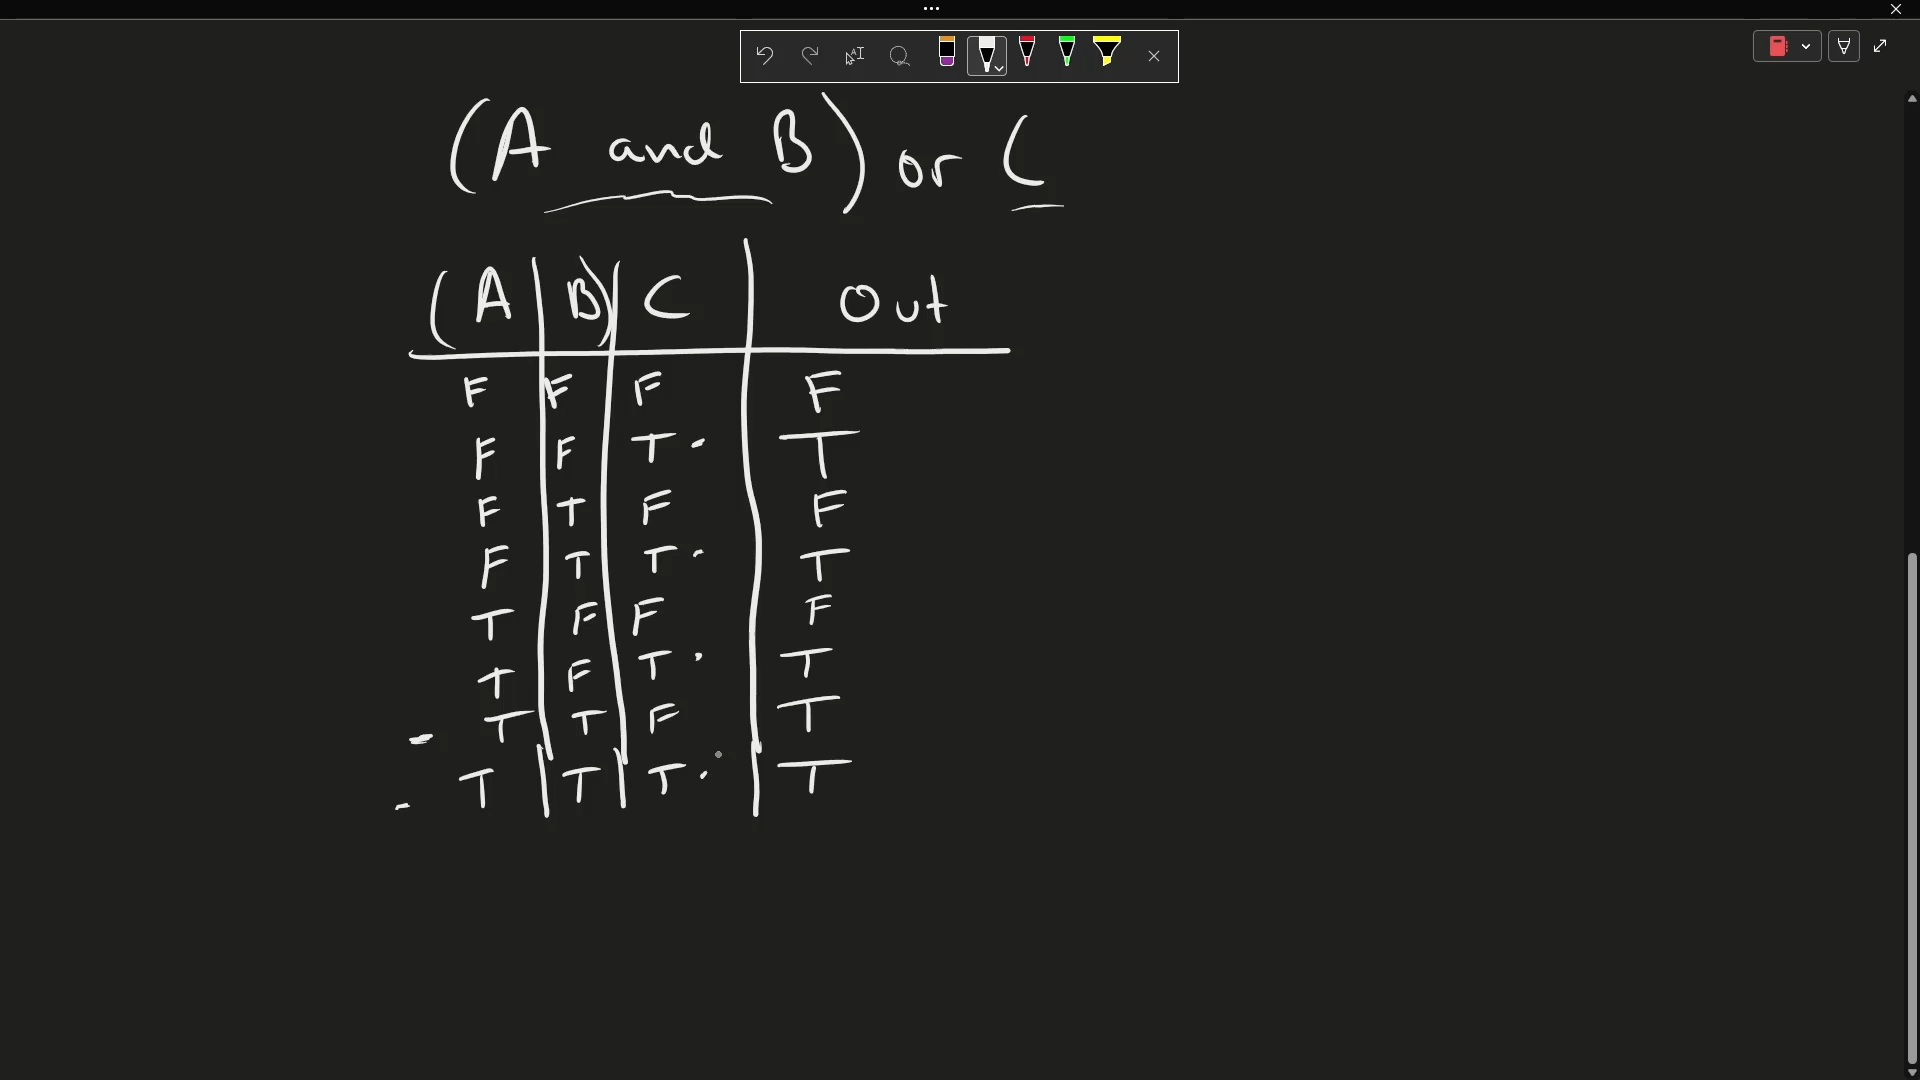 (A and B) or C
(A B) C Out
F F F F
F F T T
F T F F
F T T T
T F F F
T F T T
T T F T
T T T T